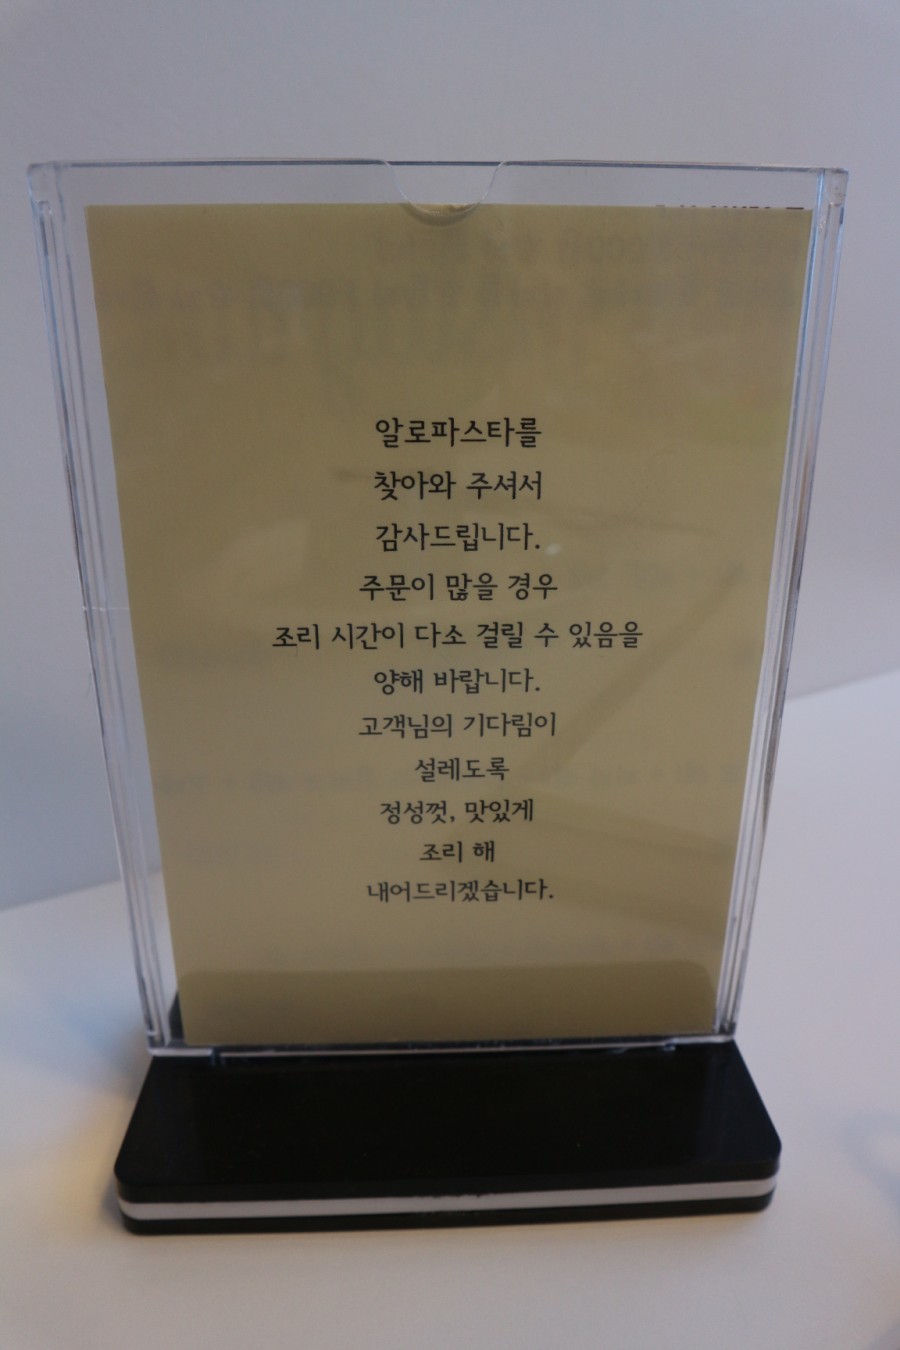 알로파스타를
찾아와 주셔서
감사드립니다.
주문이 많을 경우
조리 시간이 다소 걸릴 수 있음을
양해 바랍니다.
고객님의 기다림이
설레도록
정성껏, 맛있게
조리 해
내어드리겠습니다.